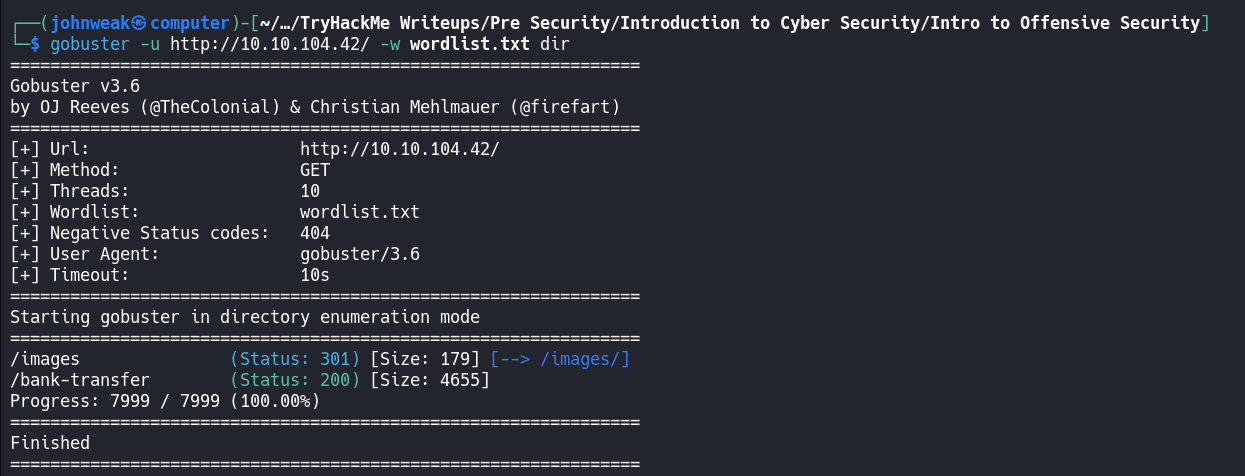 ┌──(johnweak㉿computer)-[~/…/TryHackMe Writeups/Pre Security/Introduction to Cyber Security/Intro to Offensive Security]
└─$ gobuster -u http://10.10.104.42/ -w wordlist.txt dir
===============================================================
Gobuster v3.6
by OJ Reeves (@TheColonial) & Christian Mehlmauer (@firefart)
===============================================================
[+] Url:                     http://10.10.104.42/
[+] Method:                  GET
[+] Threads:                 10
[+] Wordlist:                wordlist.txt
[+] Negative Status codes:   404
[+] User Agent:              gobuster/3.6
[+] Timeout:                 10s
===============================================================
Starting gobuster in directory enumeration mode
===============================================================
/images               (Status: 301) [Size: 179] [--> /images/]
/bank-transfer        (Status: 200) [Size: 4655]
Progress: 7999 / 7999 (100.00%)
===============================================================
Finished
===============================================================